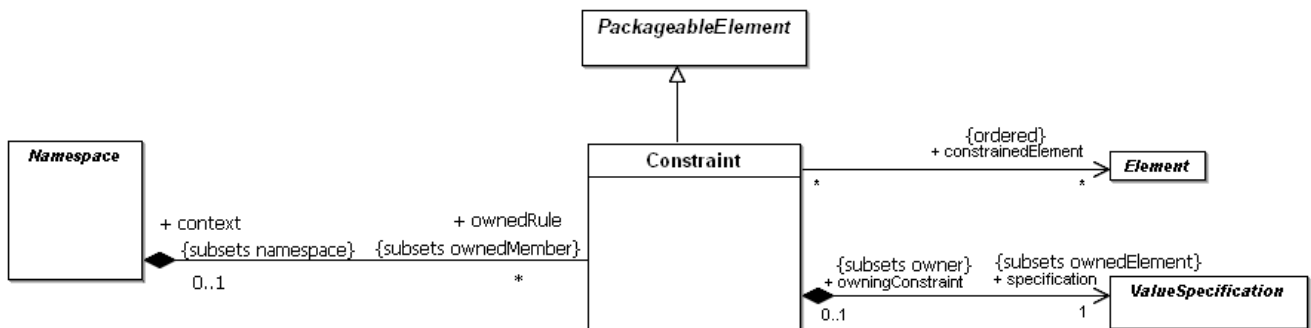 PackageableElement
Namespace
Constraint
{ordered}
+ constrainedElement
Element
*
*
+ context
+ ownedRule
{subsets namespace}
{subsets ownedMember}
0..1
*
{subsets owner}
{subsets ownedElement}
+ owningConstraint
+ specification
ValueSpecification
0..1
1